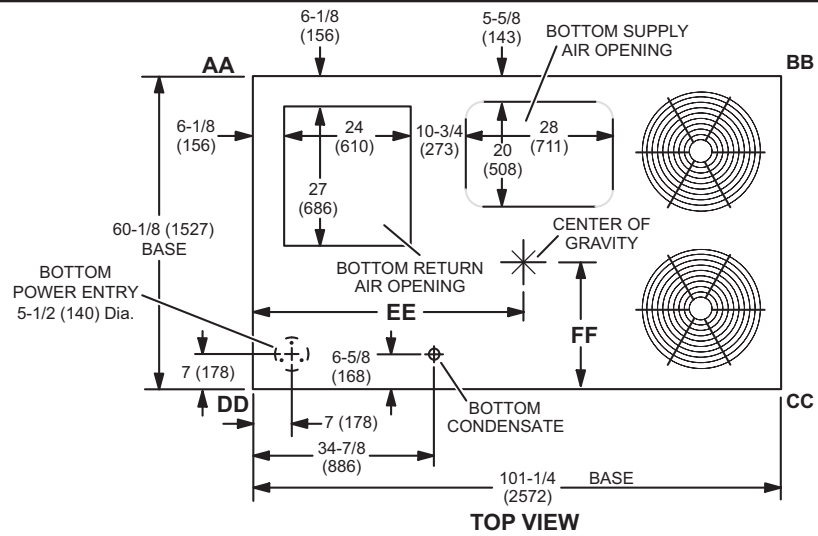 6-1/8
(156)
5-5/8
(143)
BOTTOM SUPPLY
AIR OPENING
AA
BB
6-1/8
(156)
24
(610)
10-3/4
(273)
28
(711)
20
(508)
27
(686)
60-1/8 (1527)
BASE
CENTER OF
GRAVITY
BOTTOM RETURN
AIR OPENING
BOTTOM
POWER ENTRY
5-1/2 (140) Dia.
EE
FF
7 (178)
6-5/8
(168)
DD
CC
7 (178)
BOTTOM
CONDENSATE
34-7/8
(886)
101-1/4
(2572)
BASE
TOP VIEW